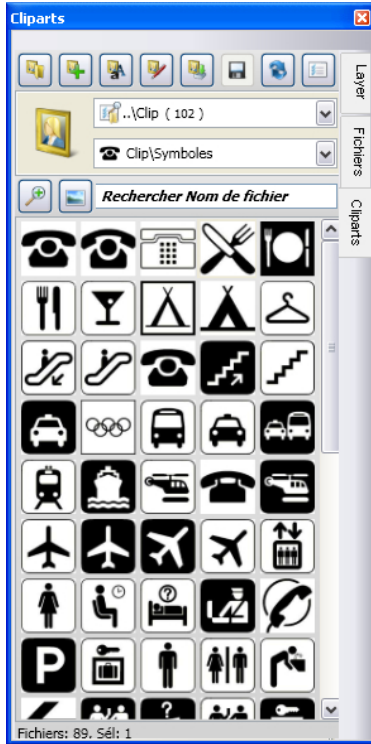 Cliparts
..\Clip ( 102 )
Clip\Symboles
Rechercher Nom de fichier
Layer
Fichiers
Cliparts
P
?
?
Fichiers: 89. Sél: 1